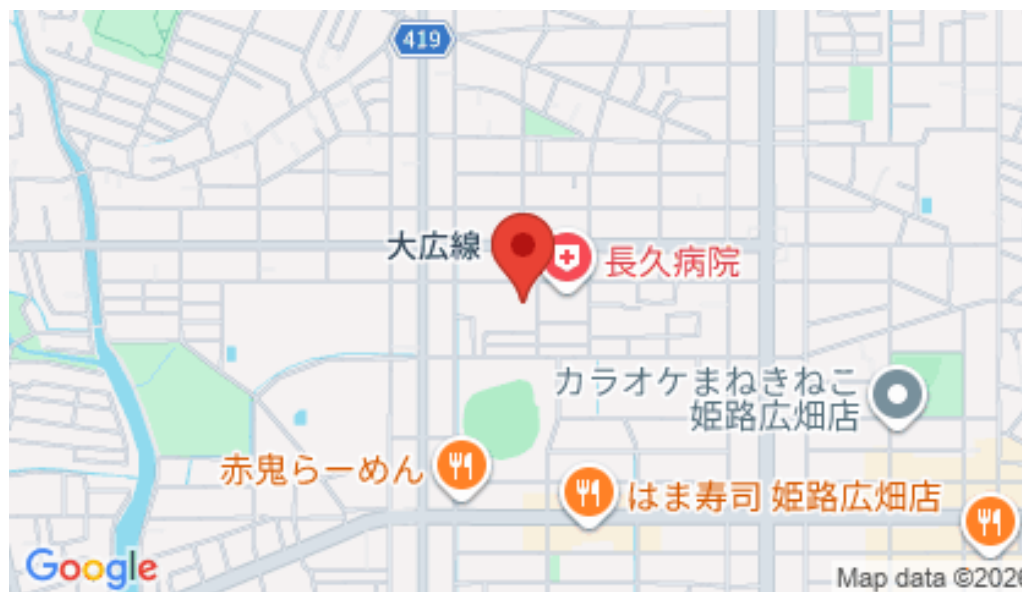 419
大広線
長久病院
カラオケまねきねこ
姫路広畑店
赤鬼らーめん
はま寿司 姫路広畑店
Google
Map data ©2026